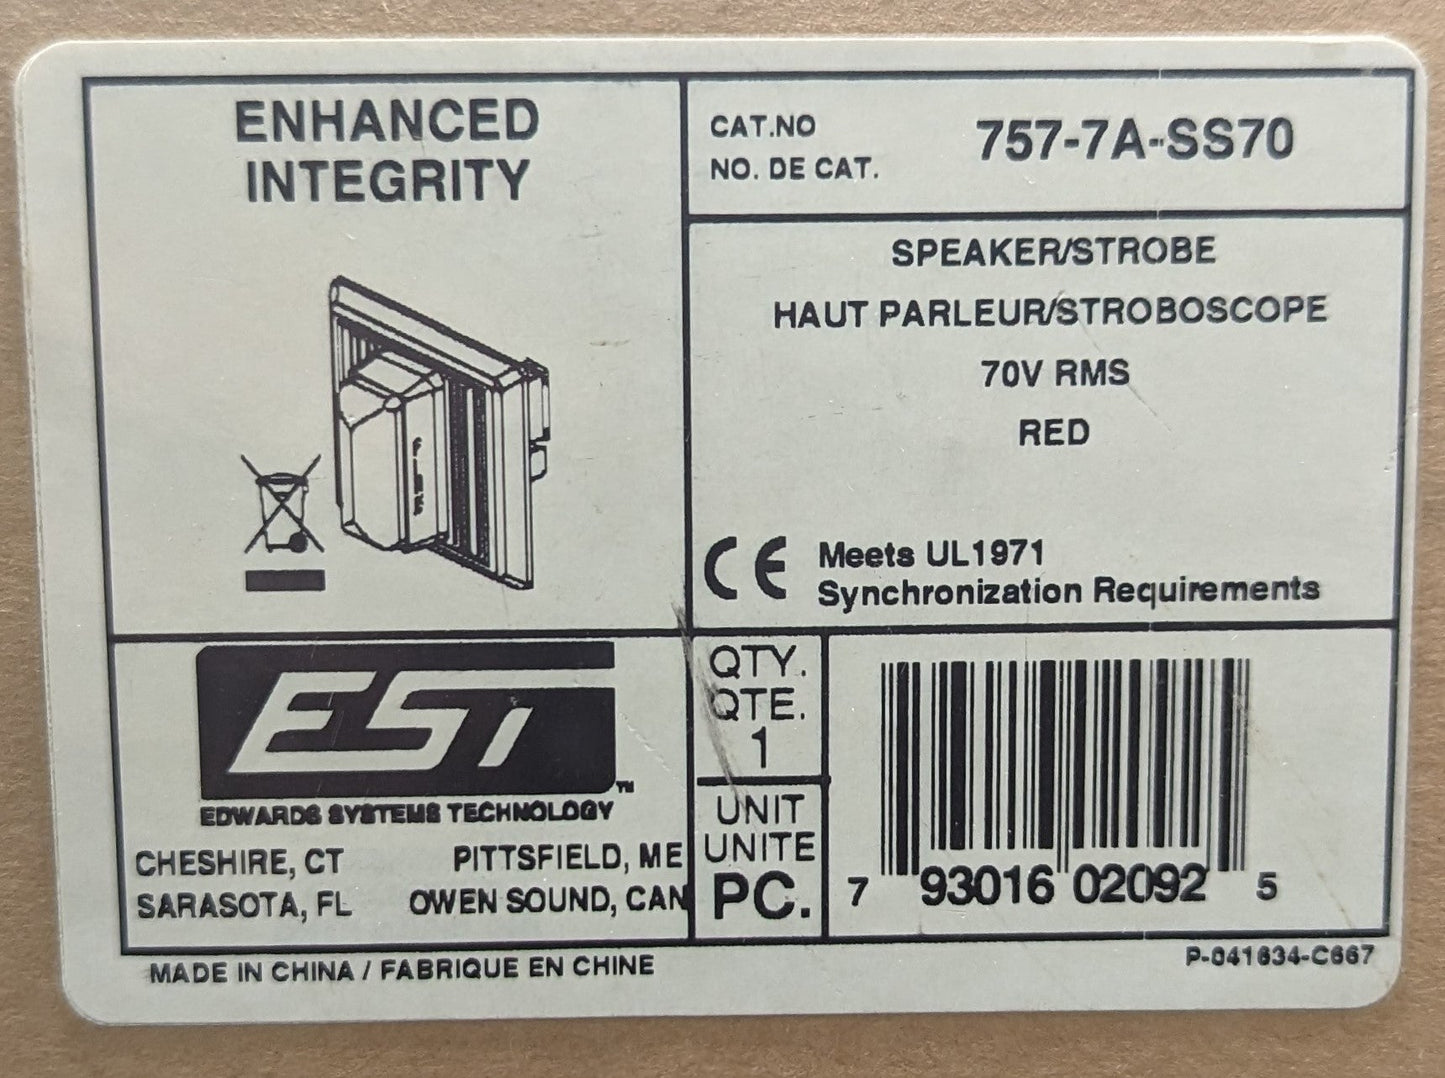 ENHANCED
INTEGRITY
FIRE
CAT.NO
NO. DE CAT.
757-7A-SS70
SPEAKER/STROBE
HAUT PARLEUR/STROBOSCOPE
70V RMS
RED
CE Meets UL1971
Synchronization Requirements
EST™
EDWARDS SYSTEMS TECHNOLOGY
CHESHIRE, CT PITTSFIELD, ME
SARASOTA, FL OWEN SOUND, CAN
QTY.
QTE.
1
UNIT
UNITE
PC.
7 93016 02092 5
MADE IN CHINA / FABRIQUE EN CHINE
P-041634-C667